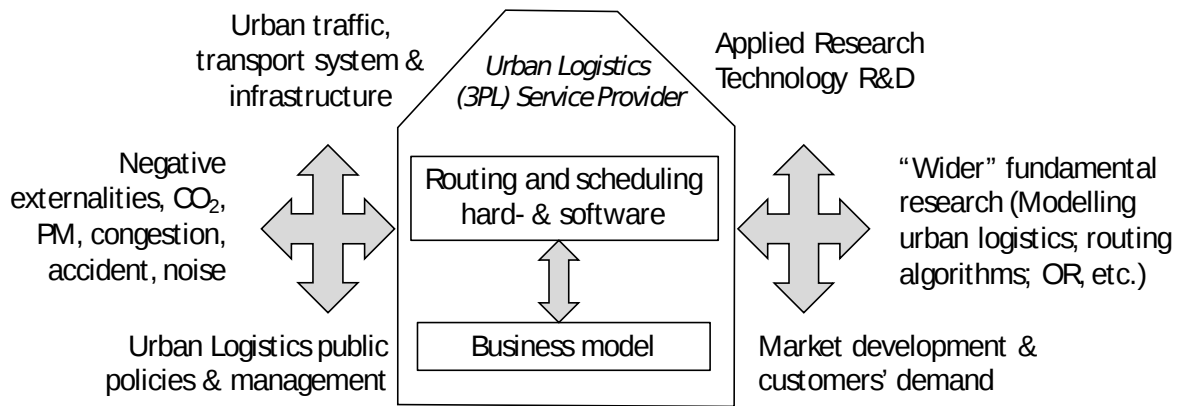 Urban traffic,
transport system &
infrastructure
Negative
externalities, CO₂,
PM, congestion,
accident, noise
Urban Logistics public
policies & management
Urban Logistics
(3PL) Service Provider
Routing and scheduling
hard- & software
Business model
Applied Research
Technology R&D
“Wider” fundamental
research (Modelling
urban logistics; routing
algorithms; OR, etc.)
Market development &
customers’ demand